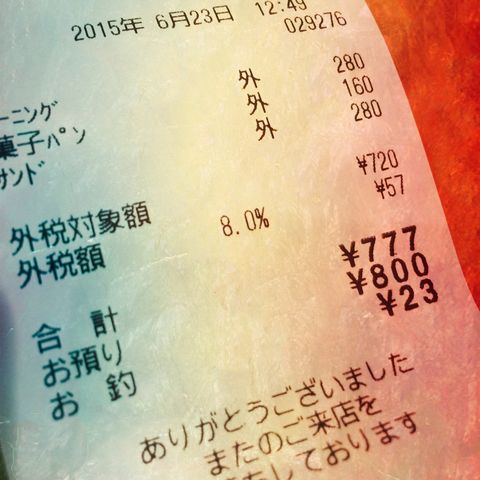 2015年 6月23日 12:49
029276
ーニング 外 280
菓子パン 外 160
サンド 外 280
外税対象額 ¥720
外税額 8.0% ¥57
合 計 ¥777
お預り ¥800
お 釣 ¥23
ありがとうございました
またのご来店を
しております